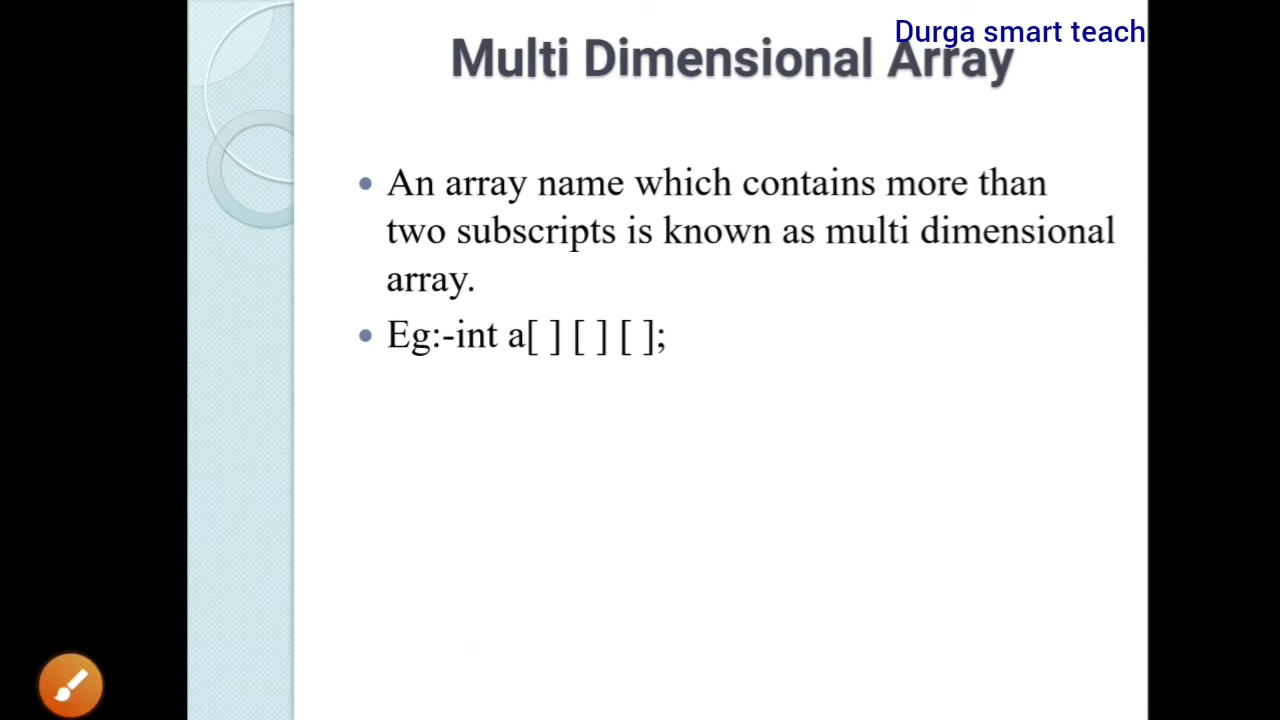 Durga smart teach
Multi Dimensional Array
• An array name which contains more than
two subscripts is known as multi dimensional
array.
• Eg:-int a[ ] [ ] [ ];